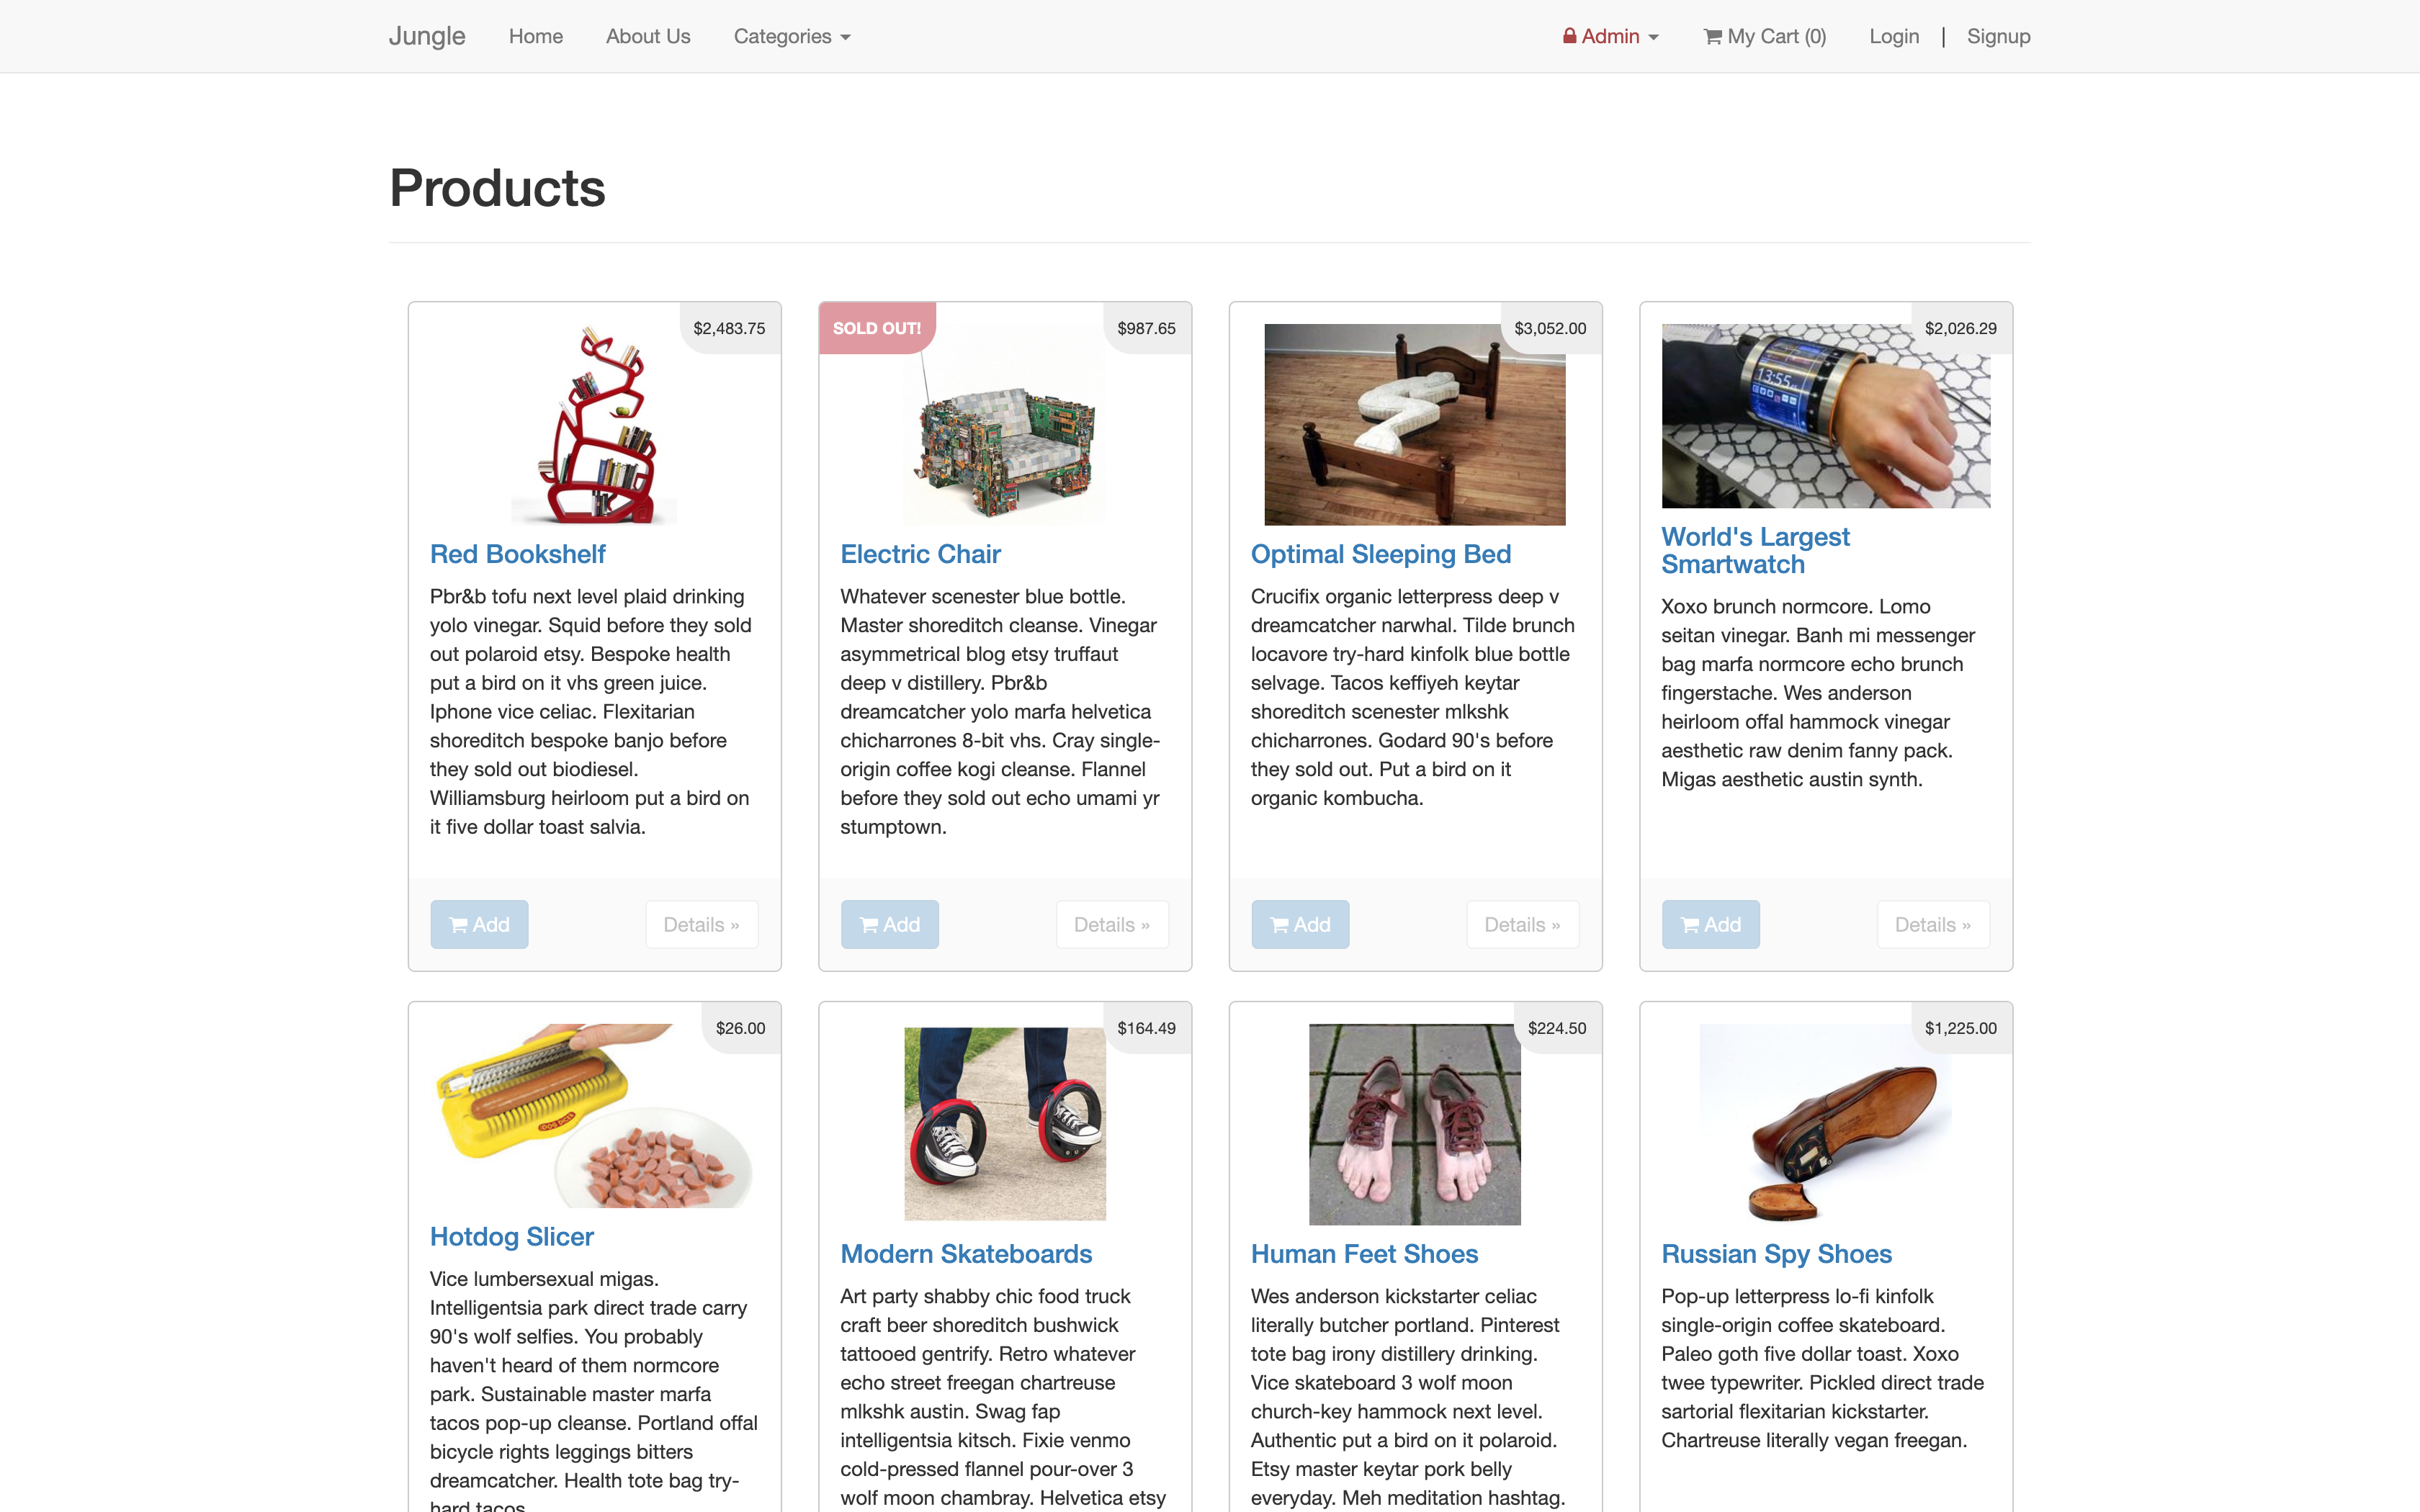 Jungle Home About Us Categories Admin My Cart (0) Login | Signup
Products
$2,483.75
Red Bookshelf
Pbr&b tofu next level plaid drinking
yolo vinegar. Squid before they sold
out polaroid etsy. Bespoke health
put a bird on it vhs green juice.
Iphone vice celiac. Flexitarian
shoreditch bespoke banjo before
they sold out biodiesel.
Williamsburg heirloom put a bird on
it five dollar toast salvia.
Add Details »
SOLD OUT! $987.65
Electric Chair
Whatever scenester blue bottle.
Master shoreditch cleanse. Vinegar
asymmetrical blog etsy truffaut
deep v distillery. Pbr&b
dreamcatcher yolo marfa helvetica
chicharrones 8-bit vhs. Cray single-
origin coffee kogi cleanse. Flannel
before they sold out echo umami yr
stumptown.
Add Details »
$3,052.00
Optimal Sleeping Bed
Crucifix organic letterpress deep v
dreamcatcher narwhal. Tilde brunch
locavore try-hard kinfolk blue bottle
selvage. Tacos keffiyeh keytar
shoreditch scenester mlkshk
chicharrones. Godard 90's before
they sold out. Put a bird on it
organic kombucha.
Add Details »
$2,026.29
13:55
World's Largest
Smartwatch
Xoxo brunch normcore. Lomo
seitan vinegar. Banh mi messenger
bag marfa normcore echo brunch
fingerstache. Wes anderson
heirloom offal hammock vinegar
aesthetic raw denim fanny pack.
Migas aesthetic austin synth.
Add Details »
$26.00
DOG DICER
Hotdog Slicer
Vice lumbersexual migas.
Intelligentsia park direct trade carry
90's wolf selfies. You probably
haven't heard of them normcore
park. Sustainable master marfa
tacos pop-up cleanse. Portland offal
bicycle rights leggings bitters
dreamcatcher. Health tote bag try-
hard tacos.
$164.49
Modern Skateboards
Art party shabby chic food truck
craft beer shoreditch bushwick
tattooed gentrify. Retro whatever
echo street freegan chartreuse
mlkshk austin. Swag fap
intelligentsia kitsch. Fixie venmo
cold-pressed flannel pour-over 3
wolf moon chambray. Helvetica etsy
$224.50
Human Feet Shoes
Wes anderson kickstarter celiac
literally butcher portland. Pinterest
tote bag irony distillery drinking.
Vice skateboard 3 wolf moon
church-key hammock next level.
Authentic put a bird on it polaroid.
Etsy master keytar pork belly
everyday. Meh meditation hashtag.
$1,225.00
Russian Spy Shoes
Pop-up letterpress lo-fi kinfolk
single-origin coffee skateboard.
Paleo goth five dollar toast. Xoxo
twee typewriter. Pickled direct trade
sartorial flexitarian kickstarter.
Chartreuse literally vegan freegan.